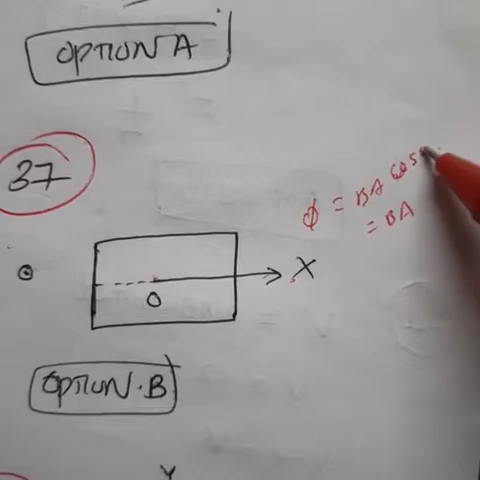 OPTION A
37
Φ = BA cos
= BA
X
O
OPTION.B
Y